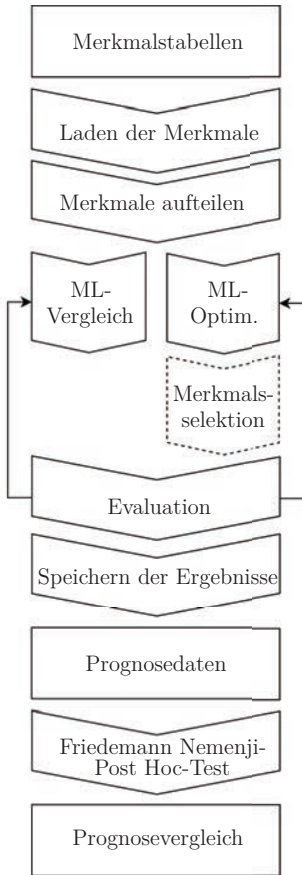 Merkmalstabellen
Laden der Merkmale
Merkmale aufteilen
ML-
Vergleich
ML-
Optim.
Merkmals-
selektion
Evaluation
Speichern der Ergebnisse
Prognosedaten
Friedemann Nemenji-
Post Hoc-Test
Prognosevergleich